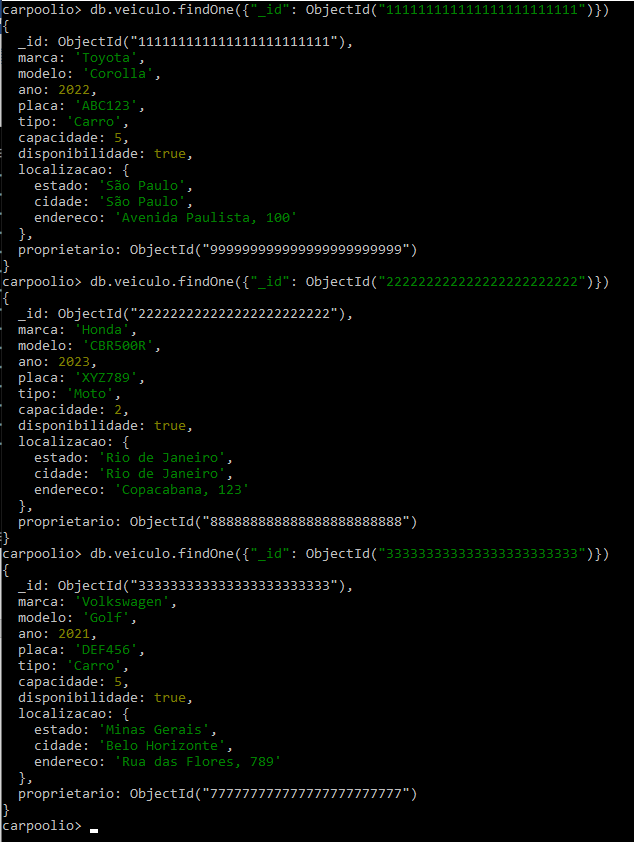 carpoolio> db.veiculo.findOne({"_id": ObjectId("111111111111111111111111")})
{
  _id: ObjectId("111111111111111111111111"),
  marca: 'Toyota',
  modelo: 'Corolla',
  ano: 2022,
  placa: 'ABC123',
  tipo: 'Carro',
  capacidade: 5,
  disponibilidade: true,
  localizacao: {
    estado: 'São Paulo',
    cidade: 'São Paulo',
    endereco: 'Avenida Paulista, 100'
  },
  proprietario: ObjectId("999999999999999999999999")
}
carpoolio> db.veiculo.findOne({"_id": ObjectId("222222222222222222222222")})
{
  _id: ObjectId("222222222222222222222222"),
  marca: 'Honda',
  modelo: 'CBR500R',
  ano: 2023,
  placa: 'XYZ789',
  tipo: 'Moto',
  capacidade: 2,
  disponibilidade: true,
  localizacao: {
    estado: 'Rio de Janeiro',
    cidade: 'Rio de Janeiro',
    endereco: 'Copacabana, 123'
  },
  proprietario: ObjectId("888888888888888888888888")
}
carpoolio> db.veiculo.findOne({"_id": ObjectId("333333333333333333333333")})
{
  _id: ObjectId("333333333333333333333333"),
  marca: 'Volkswagen',
  modelo: 'Golf',
  ano: 2021,
  placa: 'DEF456',
  tipo: 'Carro',
  capacidade: 5,
  disponibilidade: true,
  localizacao: {
    estado: 'Minas Gerais',
    cidade: 'Belo Horizonte',
    endereco: 'Rua das Flores, 789'
  },
  proprietario: ObjectId("777777777777777777777777")
}
carpoolio>